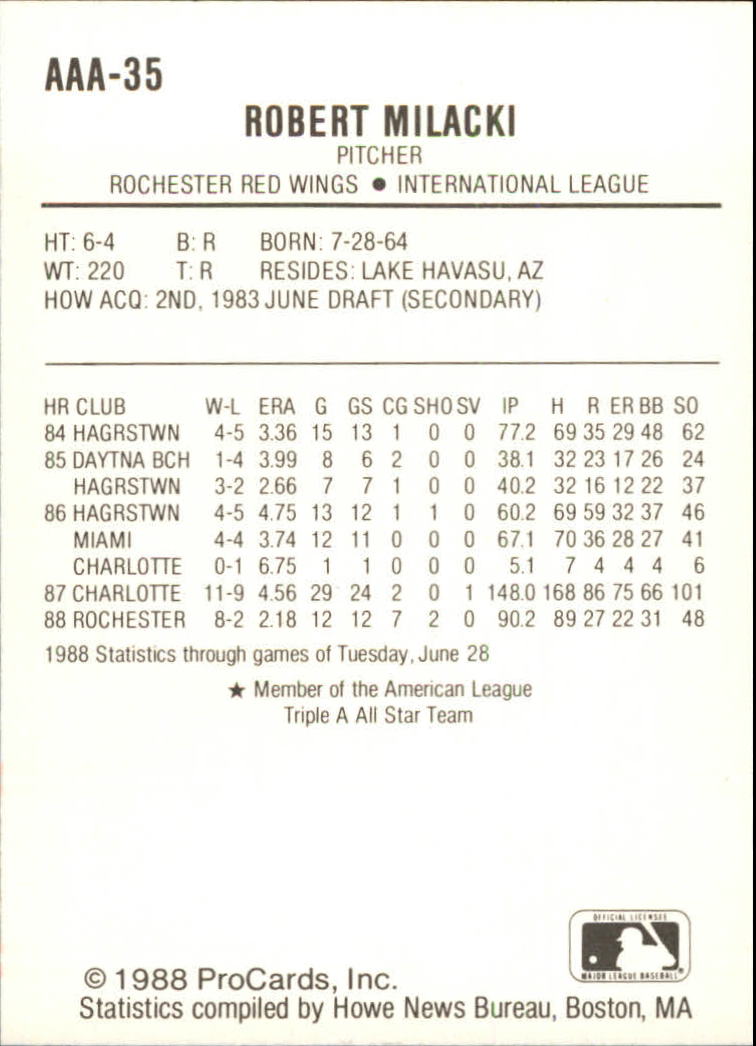 AAA-35
ROBERT MILACKI
PITCHER
ROCHESTER RED WINGS ● INTERNATIONAL LEAGUE
HT: 6-4 B: R BORN: 7-28-64
WT: 220 T: R RESIDES: LAKE HAVASU, AZ
HOW ACQ: 2ND, 1983 JUNE DRAFT (SECONDARY)
HR CLUB W-L ERA G GS CG SHO SV IP H R ER BB SO
84 HAGRSTWN 4-5 3.36 15 13 1 0 0 77.2 69 35 29 48 62
85 DAYTNA BCH 1-4 3.99 8 6 2 0 0 38.1 32 23 17 26 24
HAGRSTWN 3-2 2.66 7 7 1 0 0 40.2 32 16 12 22 37
86 HAGRSTWN 4-5 4.75 13 12 1 1 0 60.2 69 59 32 37 46
MIAMI 4-4 3.74 12 11 0 0 0 67.1 70 36 28 27 41
CHARLOTTE 0-1 6.75 1 1 0 0 0 5.1 7 4 4 4 6
87 CHARLOTTE 11-9 4.56 29 24 2 0 1 148.0 168 86 75 66 101
88 ROCHESTER 8-2 2.18 12 12 7 2 0 90.2 89 27 22 31 48
1988 Statistics through games of Tuesday, June 28
★ Member of the American League
Triple A All Star Team
OFFICIAL LICENSEE
MAJOR LEAGUE BASEBALL®
© 1988 ProCards, Inc.
Statistics compiled by Howe News Bureau, Boston, MA